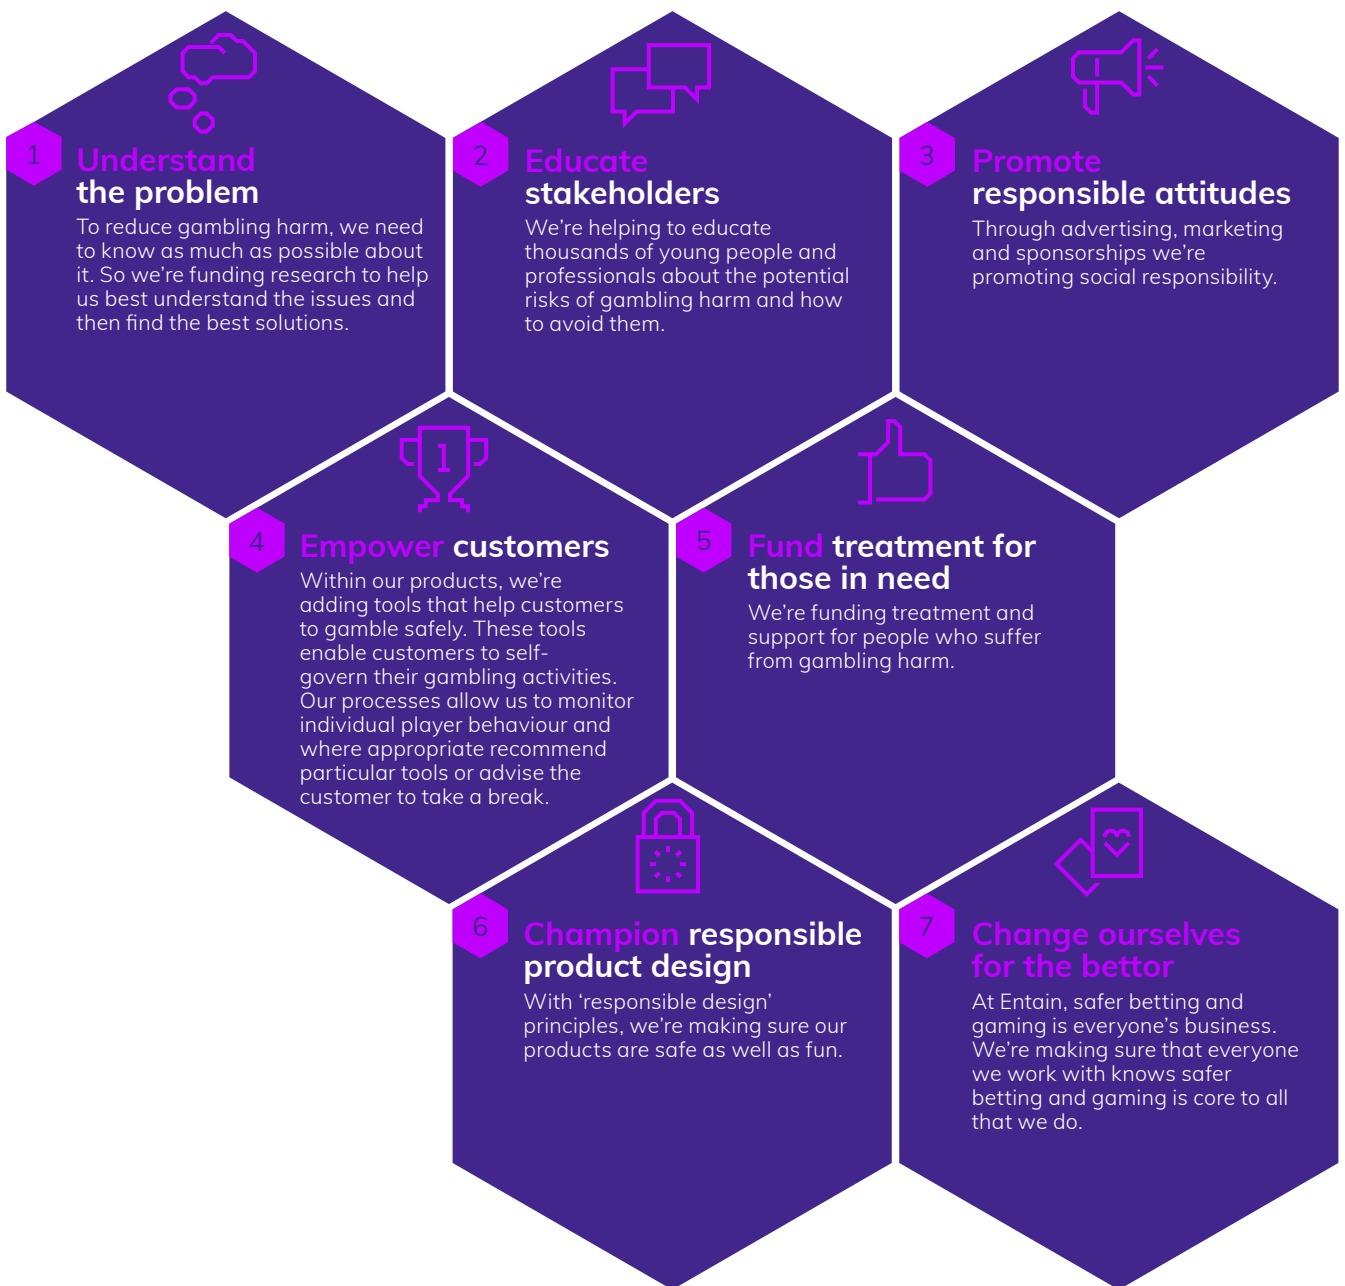 1
Understand
the problem
To reduce gambling harm, we need
to know as much as possible about
it. So we’re funding research to help
us best understand the issues and
then find the best solutions.
2
Educate
stakeholders
We’re helping to educate
thousands of young people and
professionals about the potential
risks of gambling harm and how
to avoid them.
3
Promote
responsible attitudes
Through advertising, marketing
and sponsorships we’re
promoting social responsibility.
1
4
Empower customers
Within our products, we’re
adding tools that help customers
to gamble safely. These tools
enable customers to self-
govern their gambling activities.
Our processes allow us to monitor
individual player behaviour and
where appropriate recommend
particular tools or advise the
customer to take a break.
5
Fund treatment for
those in need
We’re funding treatment and
support for people who suffer
from gambling harm.
6
Champion responsible
product design
With ‘responsible design’
principles, we’re making sure our
products are safe as well as fun.
7
Change ourselves
for the bettor
At Entain, safer betting and
gaming is everyone’s business.
We’re making sure that everyone
we work with knows safer
betting and gaming is core to all
that we do.